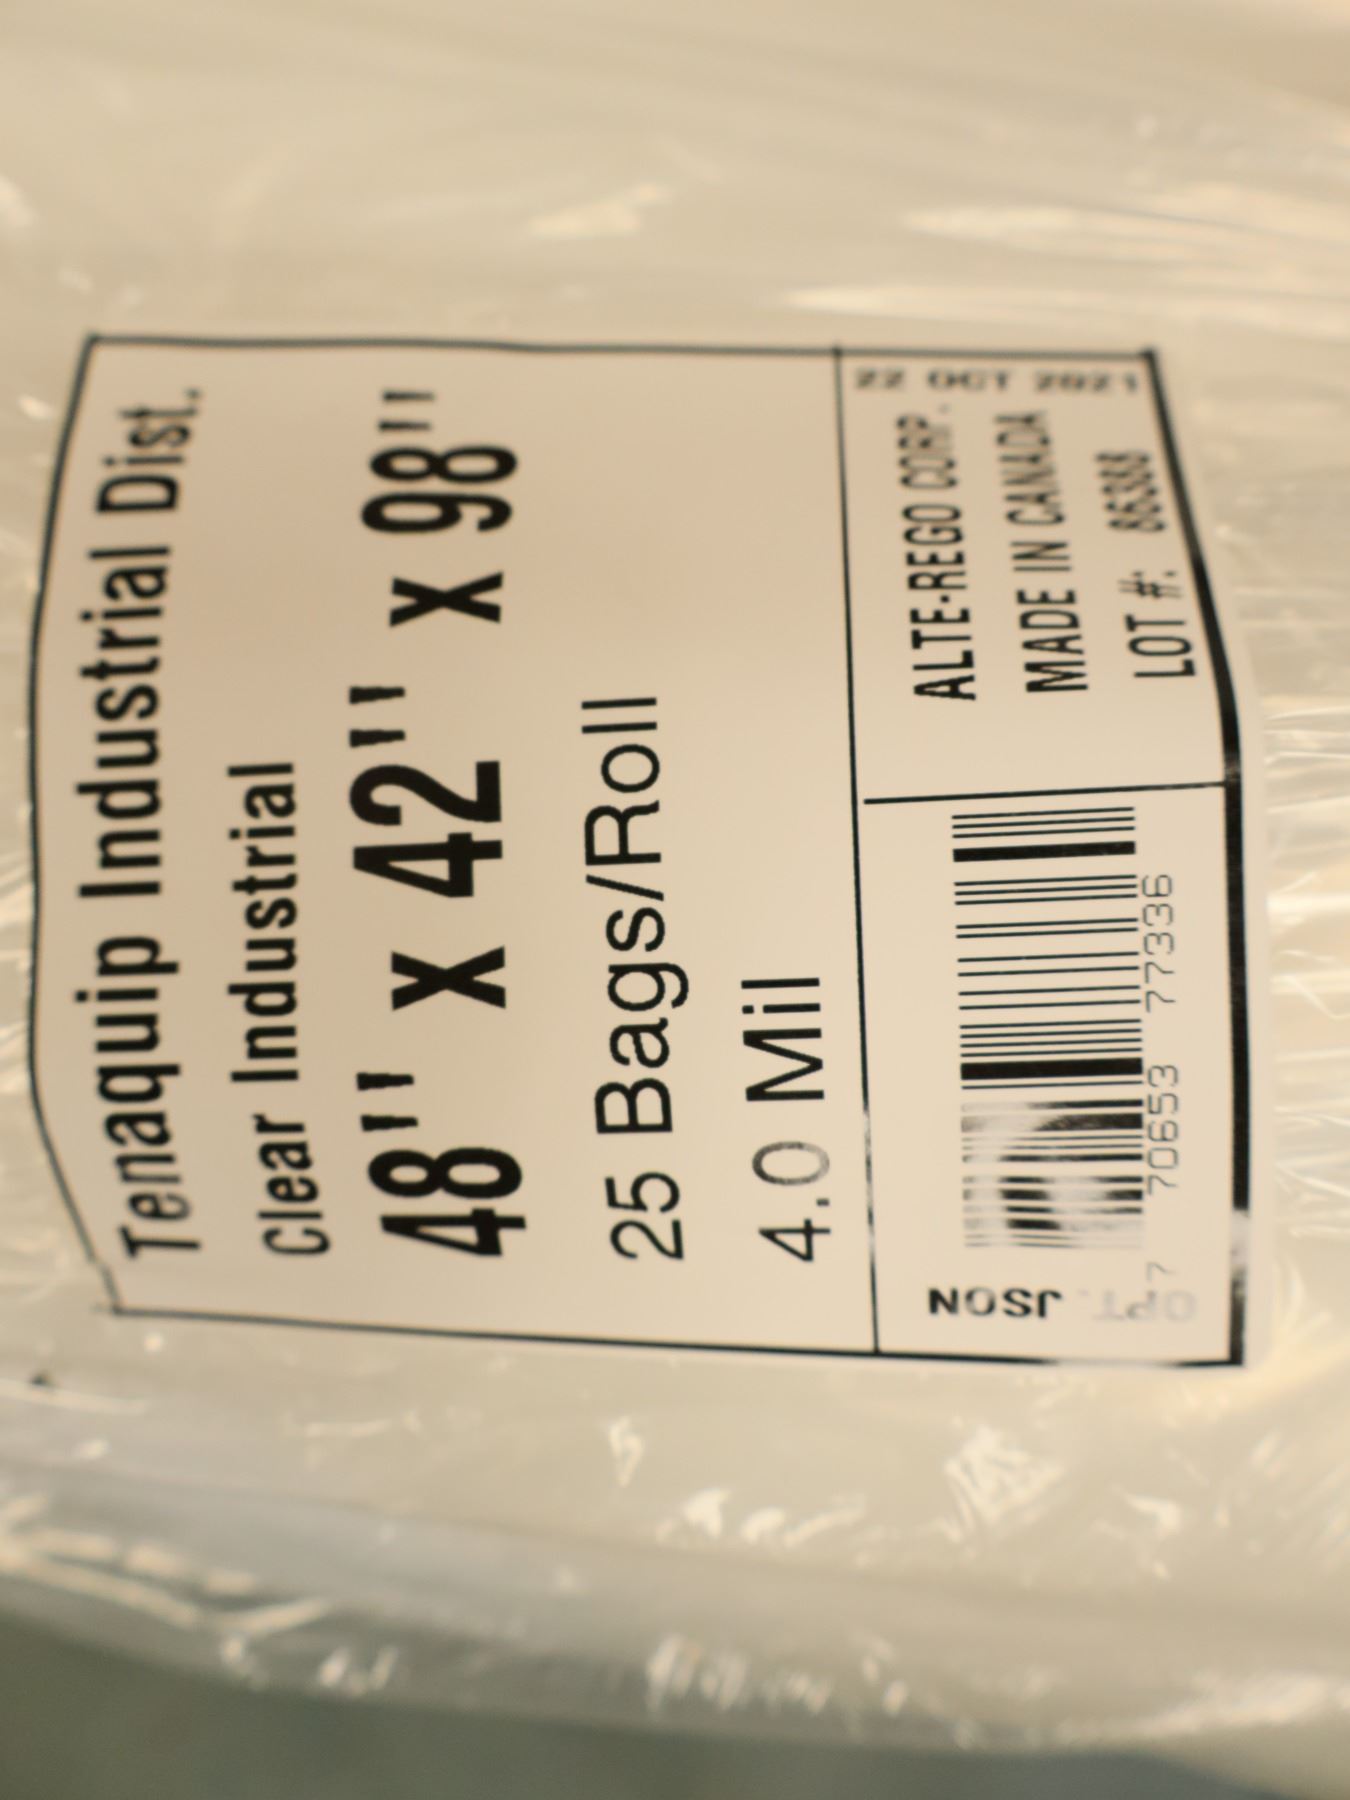 Tenaquip Industrial Dist.
Clear Industrial
48'' x 42'' x 98''
25 Bags/Roll
4.0 Mil
OPT. JSON
7 70653 77336
ALTE-REGO CORP.
MADE IN CANADA
LOT #: 86388
22 OCT 2021